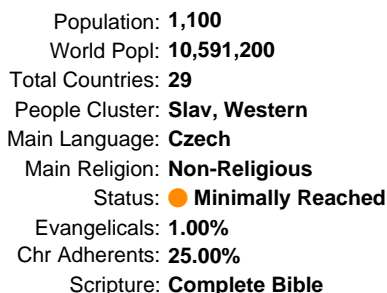 Population: 1,100
World Popl: 10,591,200
Total Countries: 29
People Cluster: Slav, Western
Main Language: Czech
Main Religion: Non-Religious
Status: Minimally Reached
Evangelicals: 1.00%
Chr Adherents: 25.00%
Scripture: Complete Bible